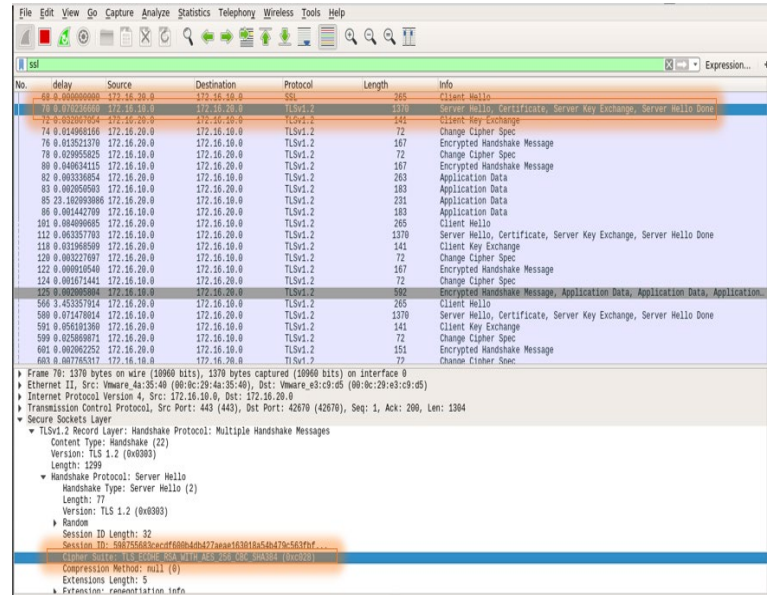 File Edit View Go Capture Analyze Statistics Telephony Wireless Tools Help
ssl Expression... +
No. delay Source Destination Protocol Length Info
68 0.000000000 172.16.20.0 172.16.10.0 SSL 265 Client Hello
70 0.070236660 172.16.10.0 172.16.20.0 TLSv1.2 1370 Server Hello, Certificate, Server Key Exchange, Server Hello Done
72 0.032867054 172.16.20.0 172.16.10.0 TLSv1.2 141 Client Key Exchange
74 0.014968166 172.16.20.0 172.16.10.0 TLSv1.2 72 Change Cipher Spec
76 0.013521370 172.16.20.0 172.16.10.0 TLSv1.2 167 Encrypted Handshake Message
78 0.029955825 172.16.10.0 172.16.20.0 TLSv1.2 72 Change Cipher Spec
80 0.040634115 172.16.10.0 172.16.20.0 TLSv1.2 167 Encrypted Handshake Message
82 0.003336854 172.16.20.0 172.16.10.0 TLSv1.2 263 Application Data
83 0.002050503 172.16.10.0 172.16.20.0 TLSv1.2 183 Application Data
85 23.102093086 172.16.20.0 172.16.10.0 TLSv1.2 231 Application Data
86 0.001442709 172.16.10.0 172.16.20.0 TLSv1.2 183 Application Data
101 0.084090685 172.16.20.0 172.16.10.0 TLSv1.2 265 Client Hello
112 0.063357703 172.16.10.0 172.16.20.0 TLSv1.2 1370 Server Hello, Certificate, Server Key Exchange, Server Hello Done
118 0.031968509 172.16.20.0 172.16.10.0 TLSv1.2 141 Client Key Exchange
120 0.003227697 172.16.20.0 172.16.10.0 TLSv1.2 72 Change Cipher Spec
122 0.000910540 172.16.20.0 172.16.10.0 TLSv1.2 167 Encrypted Handshake Message
124 0.001671441 172.16.10.0 172.16.20.0 TLSv1.2 72 Change Cipher Spec
125 0.002005804 172.16.10.0 172.16.20.0 TLSv1.2 592 Encrypted Handshake Message, Application Data, Application Data, Application...
566 3.453357914 172.16.20.0 172.16.10.0 TLSv1.2 265 Client Hello
580 0.071478014 172.16.10.0 172.16.20.0 TLSv1.2 1370 Server Hello, Certificate, Server Key Exchange, Server Hello Done
591 0.056101360 172.16.20.0 172.16.10.0 TLSv1.2 141 Client Key Exchange
599 0.025869871 172.16.20.0 172.16.10.0 TLSv1.2 72 Change Cipher Spec
601 0.002062252 172.16.20.0 172.16.10.0 TLSv1.2 151 Encrypted Handshake Message
603 0.007765317 172.16.10.0 172.16.20.0 TLSv1.2 72 Change Cipher Spec
Frame 70: 1370 bytes on wire (10960 bits), 1370 bytes captured (10960 bits) on interface 0
Ethernet II, Src: Vmware_4a:35:40 (00:0c:29:4a:35:40), Dst: Vmware_e3:c9:d5 (00:0c:29:e3:c9:d5)
Internet Protocol Version 4, Src: 172.16.10.0, Dst: 172.16.20.0
Transmission Control Protocol, Src Port: 443 (443), Dst Port: 42670 (42670), Seq: 1, Ack: 200, Len: 1304
Secure Sockets Layer
TLSv1.2 Record Layer: Handshake Protocol: Multiple Handshake Messages
Content Type: Handshake (22)
Version: TLS 1.2 (0x0303)
Length: 1299
Handshake Protocol: Server Hello
Handshake Type: Server Hello (2)
Length: 77
Version: TLS 1.2 (0x0303)
Random
Session ID Length: 32
Session ID: 598755683cecdf600b4db427aeae163018a54b479c563fbf...
Cipher Suite: TLS_ECDHE_RSA_WITH_AES_256_CBC_SHA384 (0xc028)
Compression Method: null (0)
Extensions Length: 5
Extension: renegotiation_info